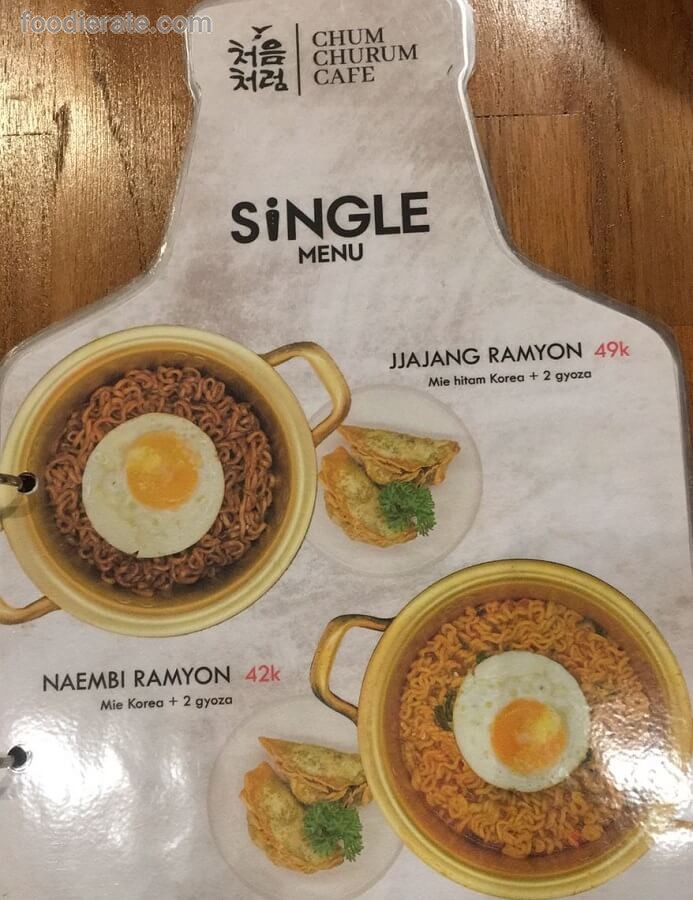 foodierate.com
처음
처럼
CHUM
CHURUM
CAFE
SiNGLE
MENU
JJAJANG RAMYON 49k
Mie hitam Korea + 2 gyoza
NAEMBI RAMYON 42k
Mie Korea + 2 gyoza